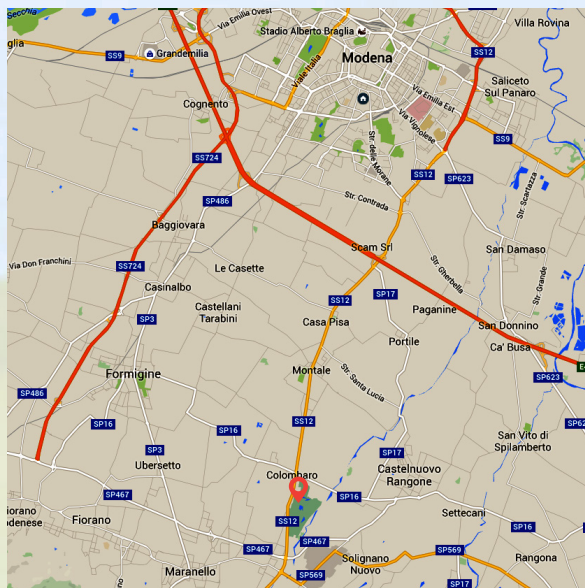 Secchia
Via Emilia Ovest
Stadio Alberto Braglia
Villa Rovina
glia
SS9
Grandemilia
SS12
Modena
Viale Italia
Saliceto
Sul Panaro
Cognento
Via Emilia Est
Via Vignolese
SS9
SS724
Str. delle Morane
SS12
SP623
SP486
Str. Contrada
Str. Scartazza
Baggiovara
Scam Srl
San Damaso
Via Don Franchini
SS724
Le Casette
Str. Gherbella
Str. Grande
Casinalbo
SP17
SS12
Castellani
Tarabini
Paganine
SP3
Casa Pisa
San Donnino
Portile
Ca' Busa
Formigine
Montale
Str. Santa Lucia
SP623
SP486
SP16
SP16
SS12
SP62
San Vito di
Spilamberto
SP3
SP17
Ubersetto
Colombaro
Castelnuovo
Rangone
SP467
SP16
Settecani
iorano
odenese
Fiorano
SS12
SP16
SP467
SP467
SP569
Maranello
Solignano
Nuovo
Rangona
SP569
SP17